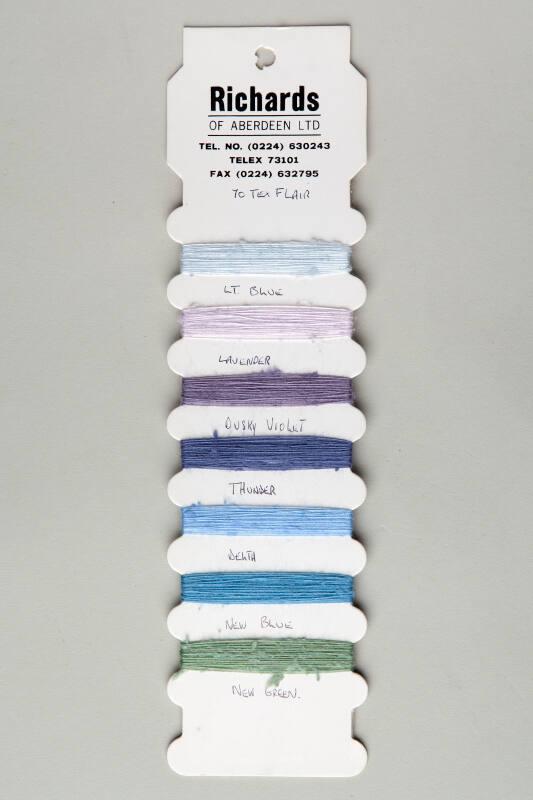 Richards
OF ABERDEEN LTD
TEL. NO. (0224) 630243
TELEX 73101
FAX (0224) 632795
70 TEX FLAIR
LT. BLUE
LAVENDER
DUSKY VIOLET
THUNDER
DELTA
NEW BLUE
NEW GREEN.